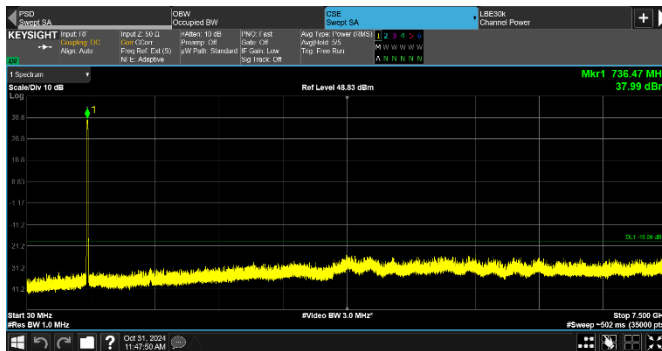 PSD
Swept SA
OBW
Occupied BW
CSE
Swept SA
LBE30k
Channel Power
KEYSIGHT
Input: RF
Coupling: DC
Align: Auto
Input Z: 50 Ω
Corr CCorr
Freq Ref: Ext (S)
NFE: Adaptive
#Atten: 10 dB
Preamp: Off
µW Path: Standard
PNO: Fast
Gate: Off
IF Gain: Low
Sig Track: Off
Avg Type: Power (RMS)
Avg|Hold: 5/5
Trig: Free Run
1 2 3 4 5 6
M W W W W W
A N N N N N
1 Spectrum
Scale/Div 10 dB
Log
Ref Level 48.83 dBm
Mkr1 736.47 MH
37.99 dBr
1
38.8
28.8
18.8
8.83
-1.17
-11.2
-21.2
-31.2
-41.2
Start 30 MHz
#Res BW 1.0 MHz
#Video BW 3.0 MHz*
Stop 7.500 GH
#Sweep ~502 ms (35000 pts
?
Oct 31, 2024
11:47:50 AM